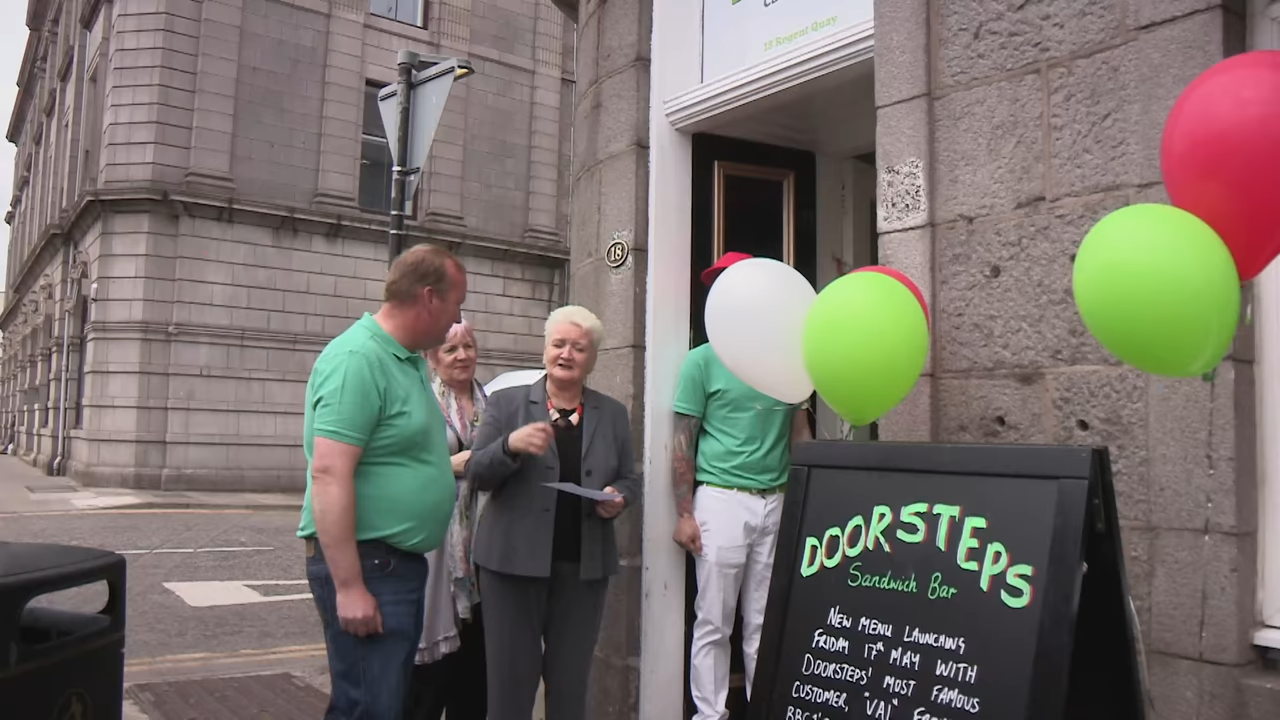 18 Regent Quay
18
DOORSTEPS
Sandwich Bar
NEW MENU LAUNCHING
FRIDAY 17th MAY WITH
DOORSTEPS' MOST FAMOUS
CUSTOMER, "VAL" FROM